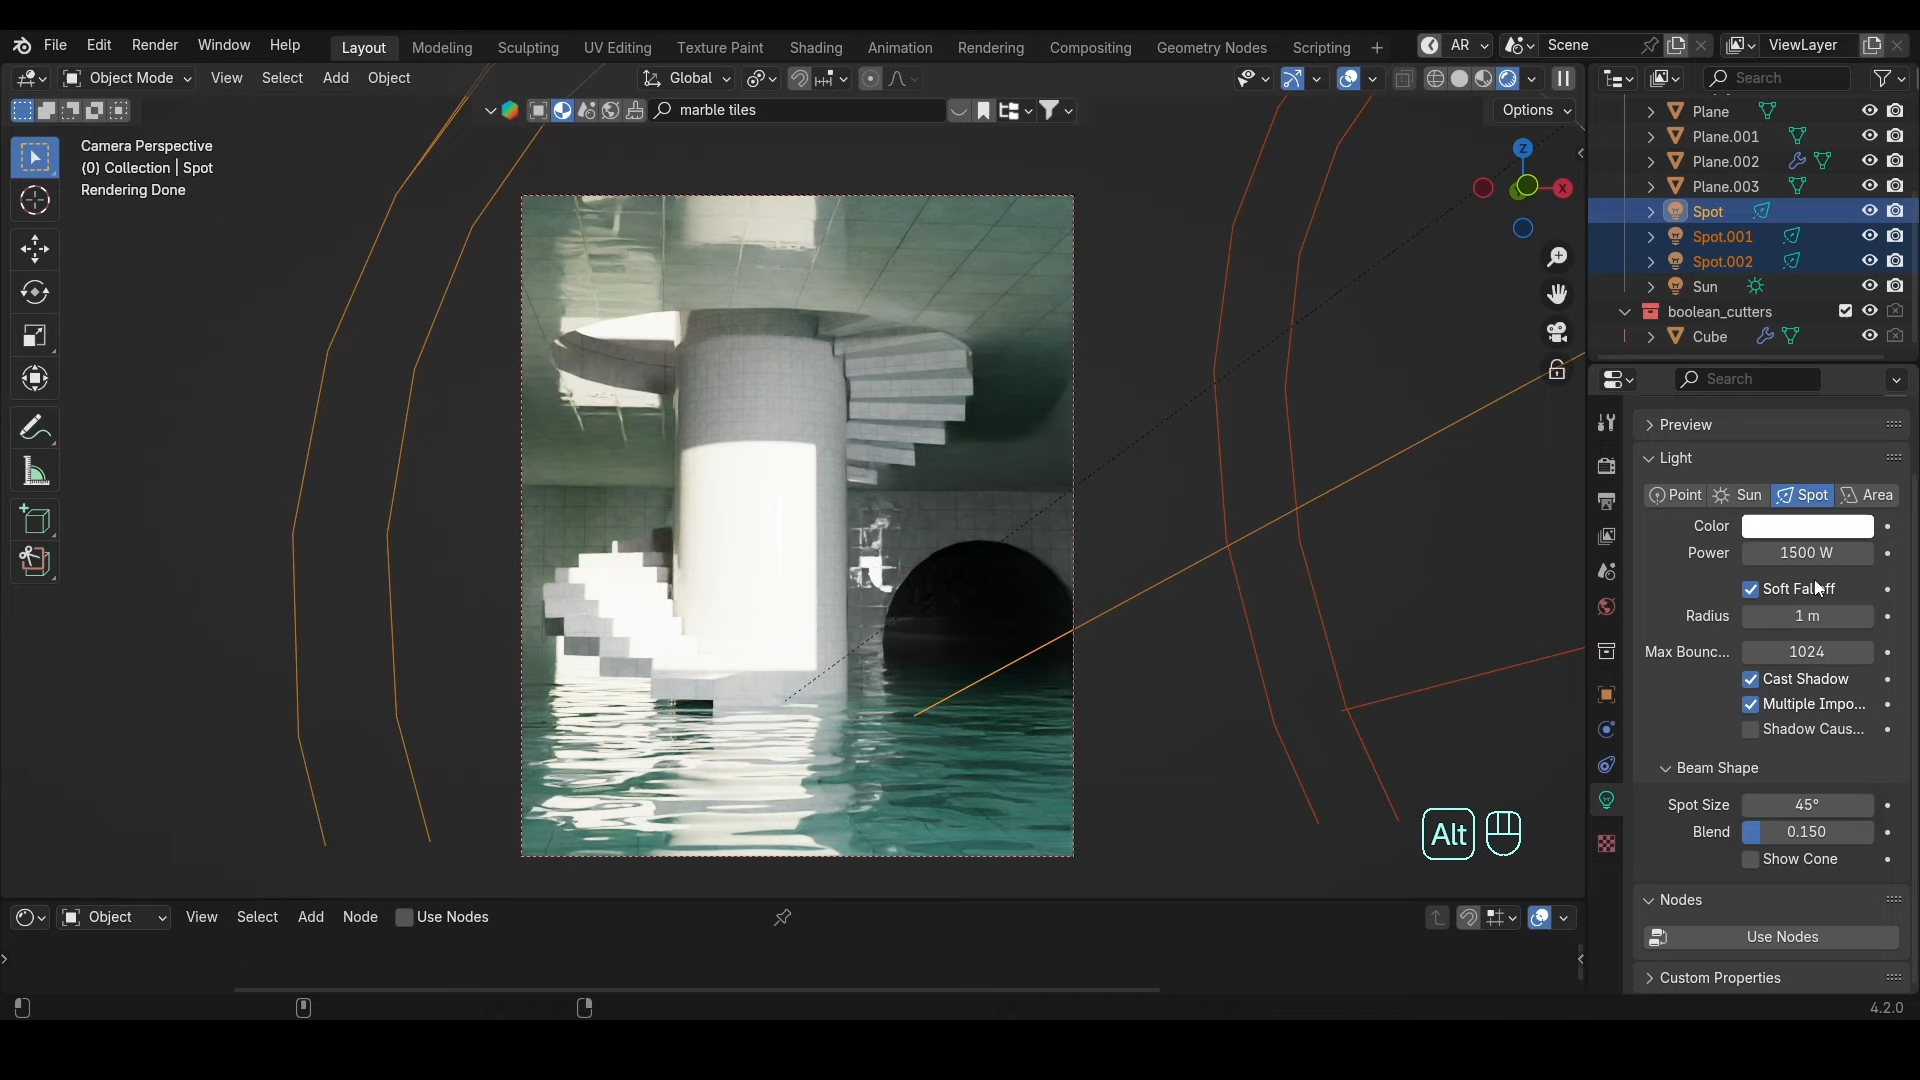 File Edit Render Window Help Layout Modeling Sculpting UV Editing Texture Paint Shading Animation Rendering Compositing Geometry Nodes Scripting + AR Scene ViewLayer
Object Mode View Select Add Object Global Search
marble tiles Options
Camera Perspective
(0) Collection | Spot
Rendering Done
Z
X
Plane
Plane.001
Plane.002
Plane.003
Spot
Spot.001
Spot.002
Sun
boolean_cutters
Cube
Search
Preview
Light
Point Sun Spot Area
Color
Power 1500 W
Soft Falloff
Radius 1 m
Max Bounc... 1024
Cast Shadow
Multiple Impo...
Shadow Caus...
Beam Shape
Spot Size 45°
Blend 0.150
Show Cone
Nodes
Use Nodes
Custom Properties
Alt
Object View Select Add Node Use Nodes
4.2.0